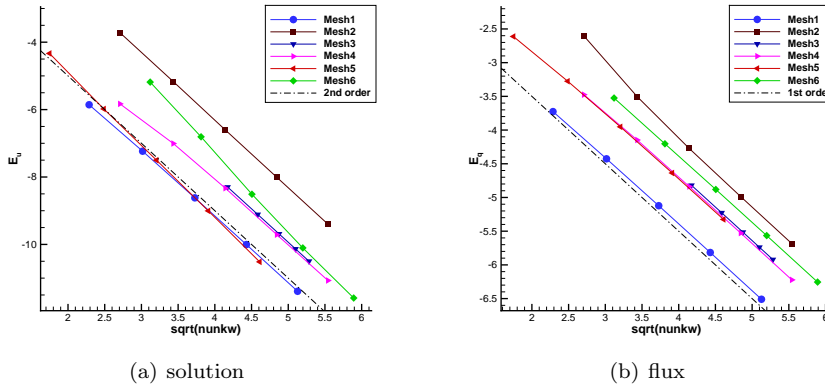 Mesh1
Mesh2
Mesh3
Mesh4
Mesh5
Mesh6
2nd order
-4
-6
-8
-10
E_u
2 2.5 3 3.5 4 4.5 5 5.5 6
sqrt(nunkw)
(a) solution
Mesh1
Mesh2
Mesh3
Mesh4
Mesh5
Mesh6
1st order
-2.5
-3
-3.5
-4
-4.5
-5
-5.5
-6
-6.5
E_q
2 2.5 3 3.5 4 4.5 5 5.5 6
sqrt(nunkw)
(b) flux